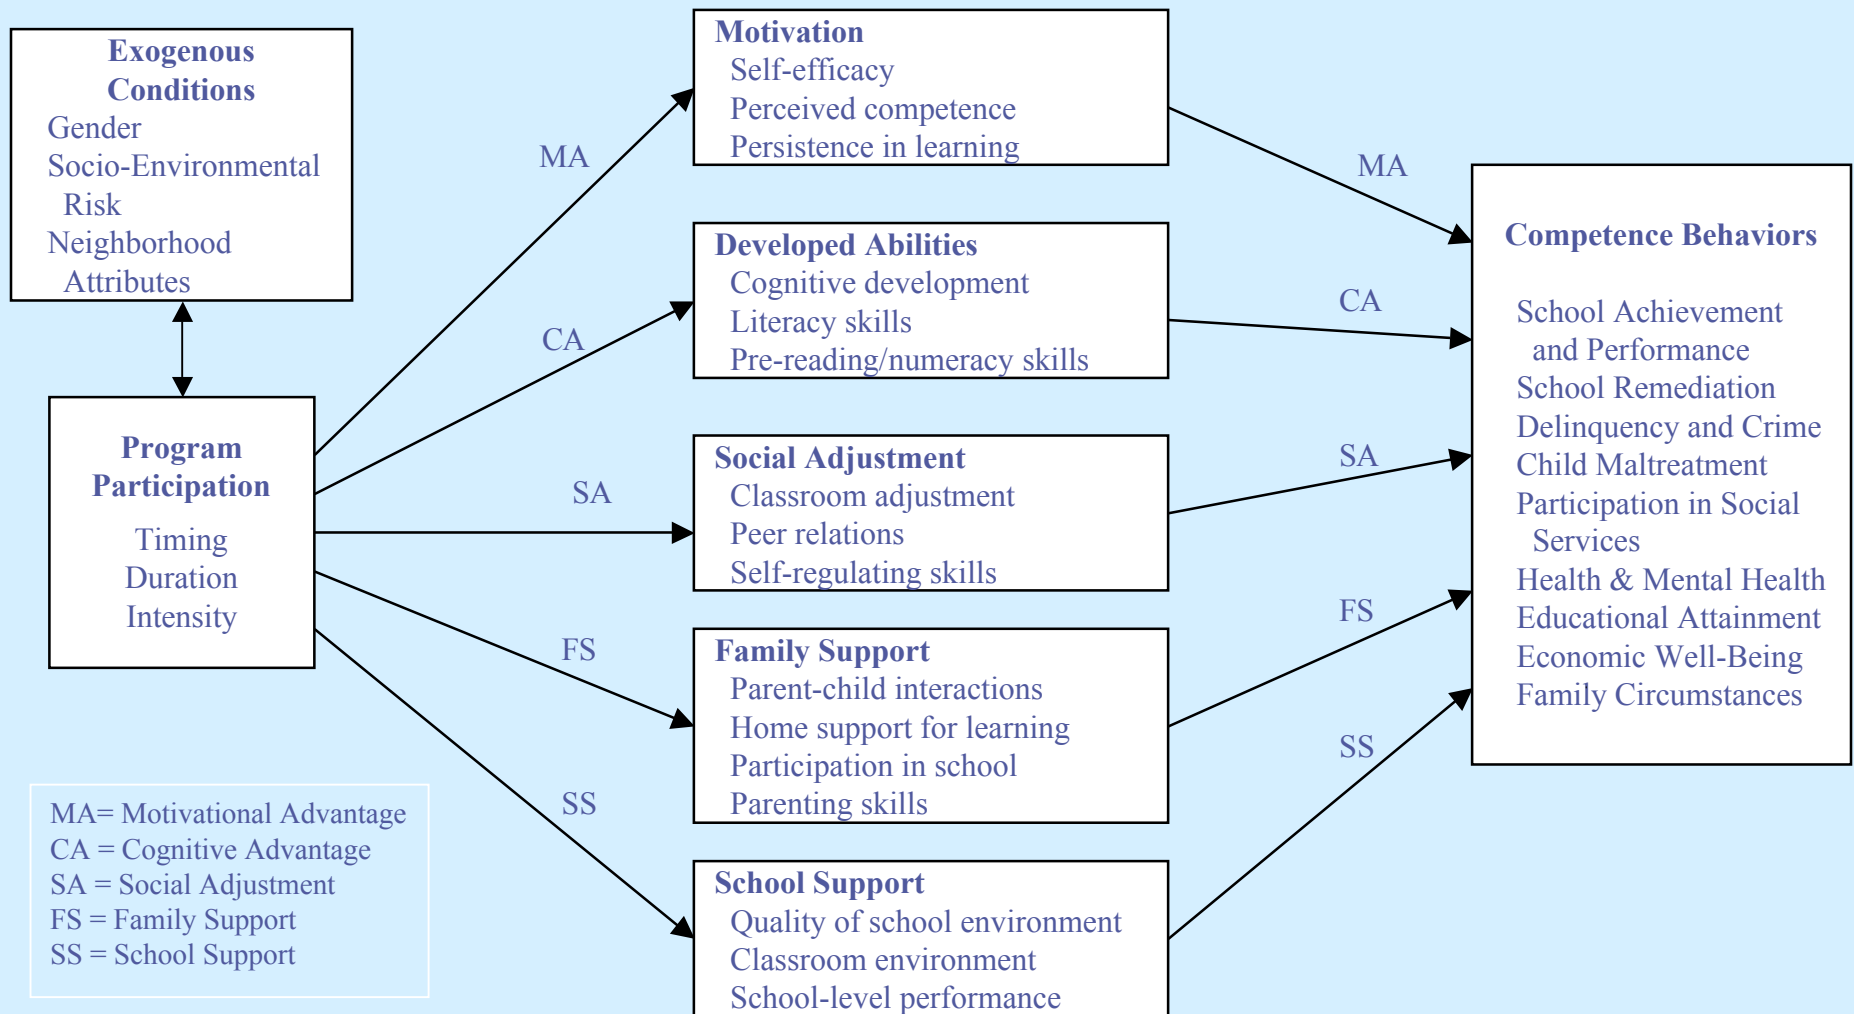 Exogenous
Conditions
Gender
Socio-Environmental
Risk
Neighborhood
Attributes
Program
Participation
Timing
Duration
Intensity
MA= Motivational Advantage
CA = Cognitive Advantage
SA = Social Adjustment
FS = Family Support
SS = School Support
MA
CA
SA
FS
SS
Motivation
Self-efficacy
Perceived competence
Persistence in learning
Developed Abilities
Cognitive development
Literacy skills
Pre-reading/numeracy skills
Social Adjustment
Classroom adjustment
Peer relations
Self-regulating skills
Family Support
Parent-child interactions
Home support for learning
Participation in school
Parenting skills
School Support
Quality of school environment
Classroom environment
School-level performance
MA
CA
SA
FS
SS
Competence Behaviors
School Achievement
and Performance
School Remediation
Delinquency and Crime
Child Maltreatment
Participation in Social
Services
Health & Mental Health
Educational Attainment
Economic Well-Being
Family Circumstances